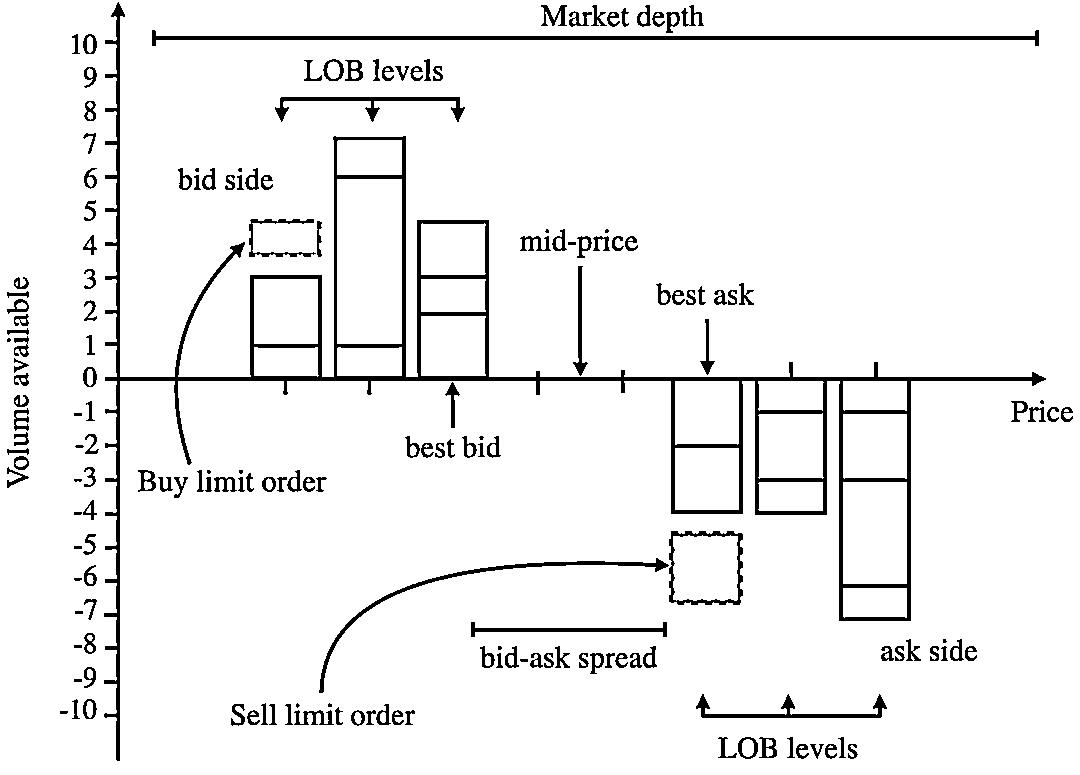 Market depth
10
9
8
7
6
5
4
3
2
1
0
-1
-2
-3
-4
-5
-6
-7
-8
-9
-10
Volume available
LOB levels
bid side
mid-price
best ask
Price
best bid
Buy limit order
bid-ask spread
ask side
Sell limit order
LOB levels